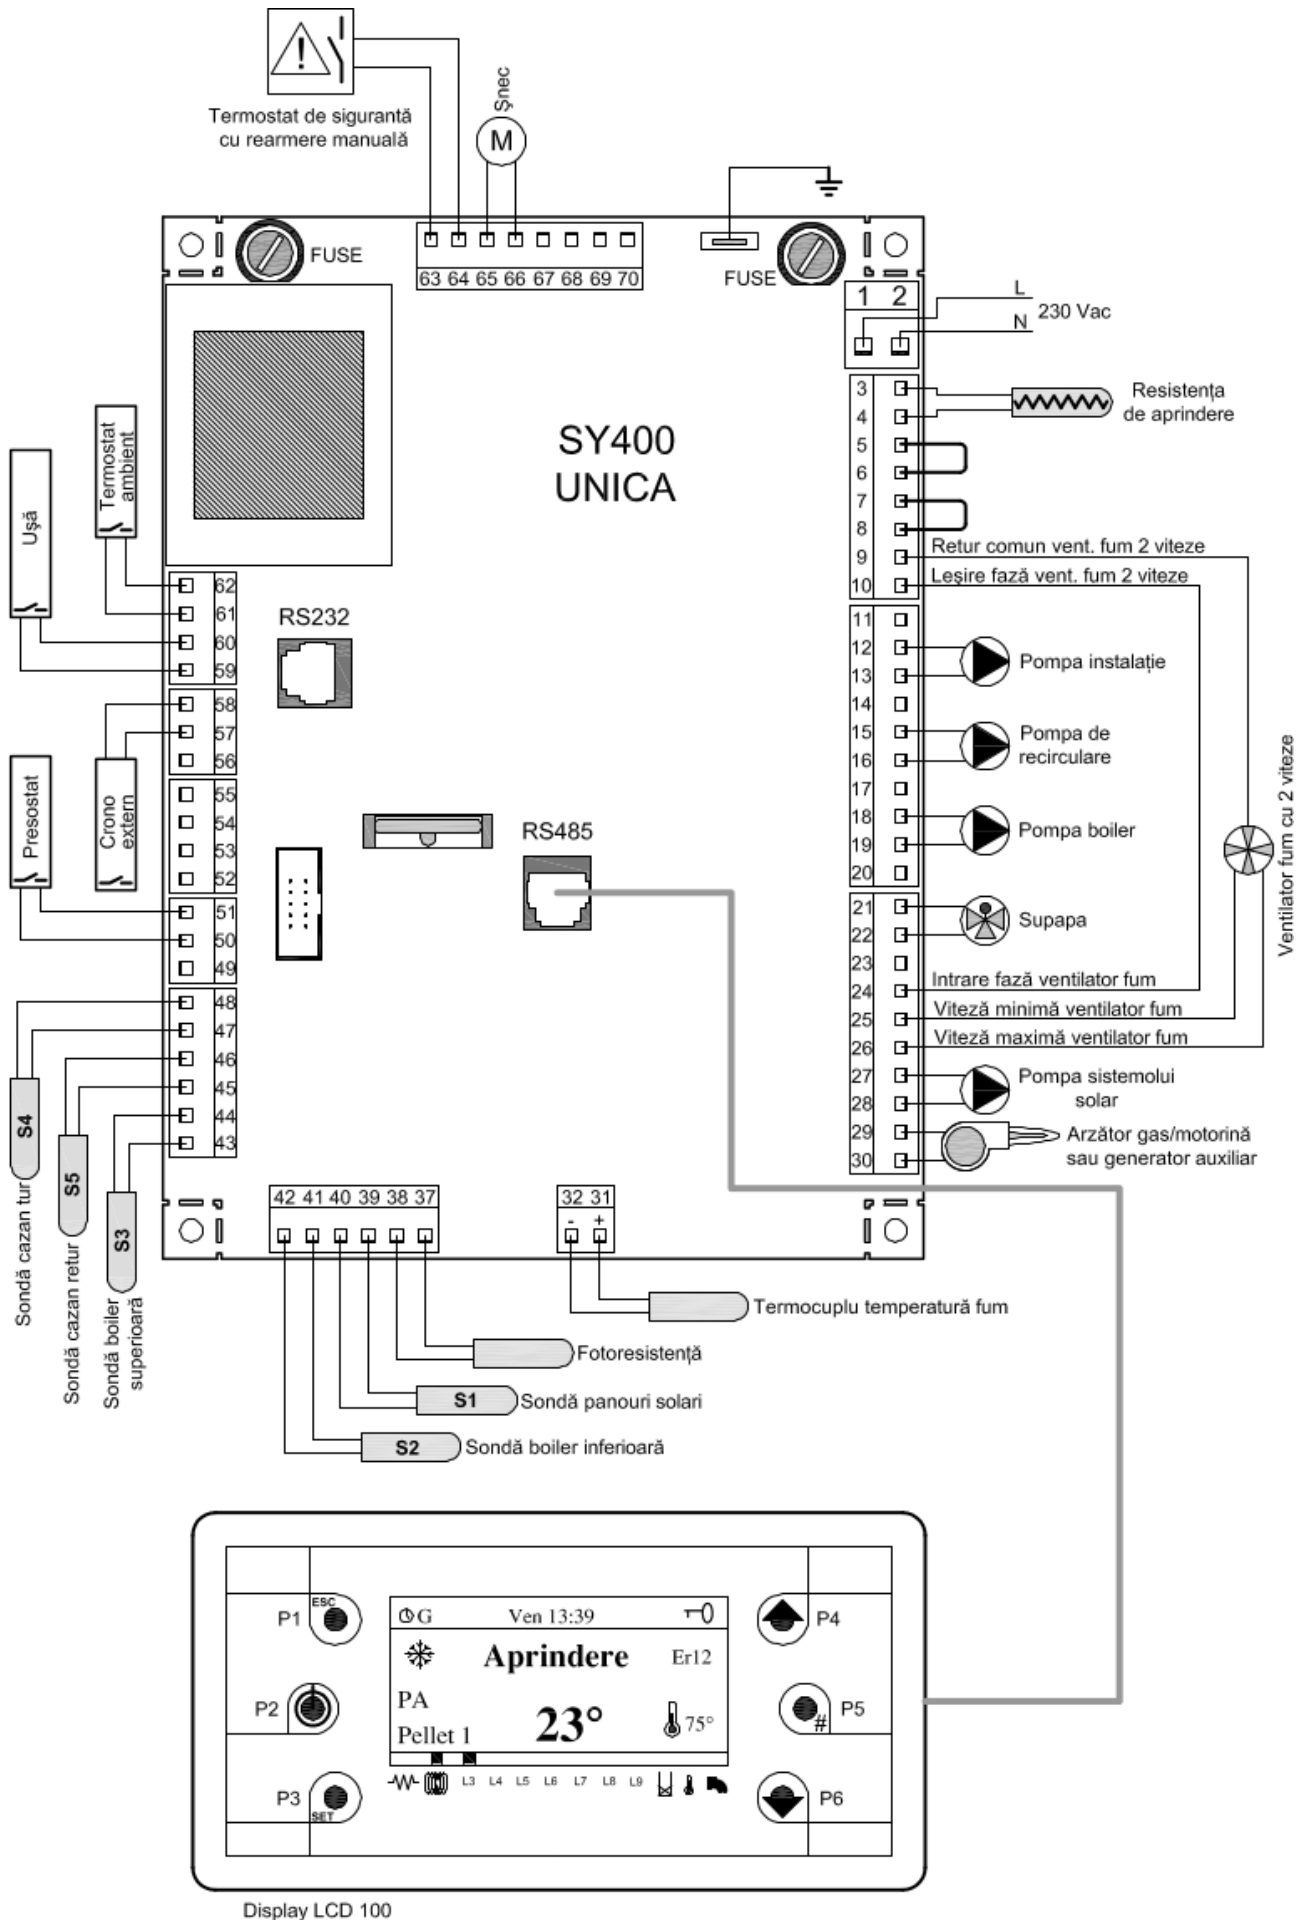 Termostat de sigurantă
cu rearmere manuală
Șnec
M
FUSE
63 64 65 66 67 68 69 70
FUSE
1 2
L
230 Vac
N
SY400
UNICA
3
4
5
6
7
8
9
10
Resistența
de aprindere
Retur comun vent. fum 2 viteze
Leşire fază vent. fum 2 viteze
11
12
13
14
15
16
17
18
19
20
Pompa instalație
Pompa de
recirculare
Pompa boiler
Ventilator fum cu 2 viteze
21
22
23
24
25
26
27
28
29
30
Supapa
Intrare fază ventilator fum
Viteză minimă ventilator fum
Viteză maximă ventilator fum
Pompa sistemolui
solar
Arzător gas/motorină
sau generator auxiliar
Uşă
Termostat
ambient
62
61
60
59
RS232
58
57
56
Presostat
Crono
extern
55
54
53
52
RS485
51
50
49
48
47
46
45
44
43
S4
S5
S3
Sondă cazan tur
Sondă cazan retur
Sondă boiler
superioară
42 41 40 39 38 37
32 31
- +
Termocuplu temperatură fum
Fotoresistență
S1
Sondă panouri solari
S2
Sondă boiler inferioară
P1
ESC
G
Ven 13:39
P4
Aprindere
Er12
P2
PA
23°
75°
Pellet 1
P5
#
P3
SET
L3 L4 L5 L6 L7 L8 L9
P6
Display LCD 100